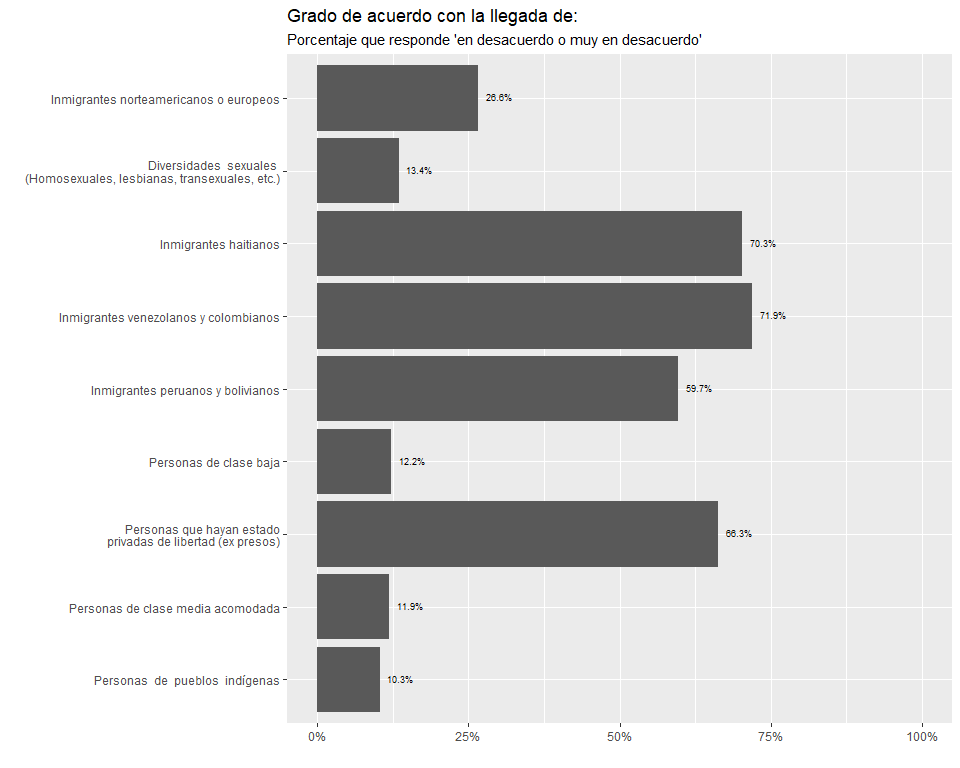 Grado de acuerdo con la llegada de:
Porcentaje que responde 'en desacuerdo o muy en desacuerdo'
Inmigrantes norteamericanos o europeos
26.6%
Diversidades sexuales
(Homosexuales, lesbianas, transexuales, etc.)
13.4%
Inmigrantes haitianos
70.3%
Inmigrantes venezolanos y colombianos
71.9%
Inmigrantes peruanos y bolivianos
59.7%
Personas de clase baja
12.2%
Personas que hayan estado
privadas de libertad (ex presos)
66.3%
Personas de clase media acomodada
11.9%
Personas de pueblos indígenas
10.3%
0%
25%
50%
75%
100%